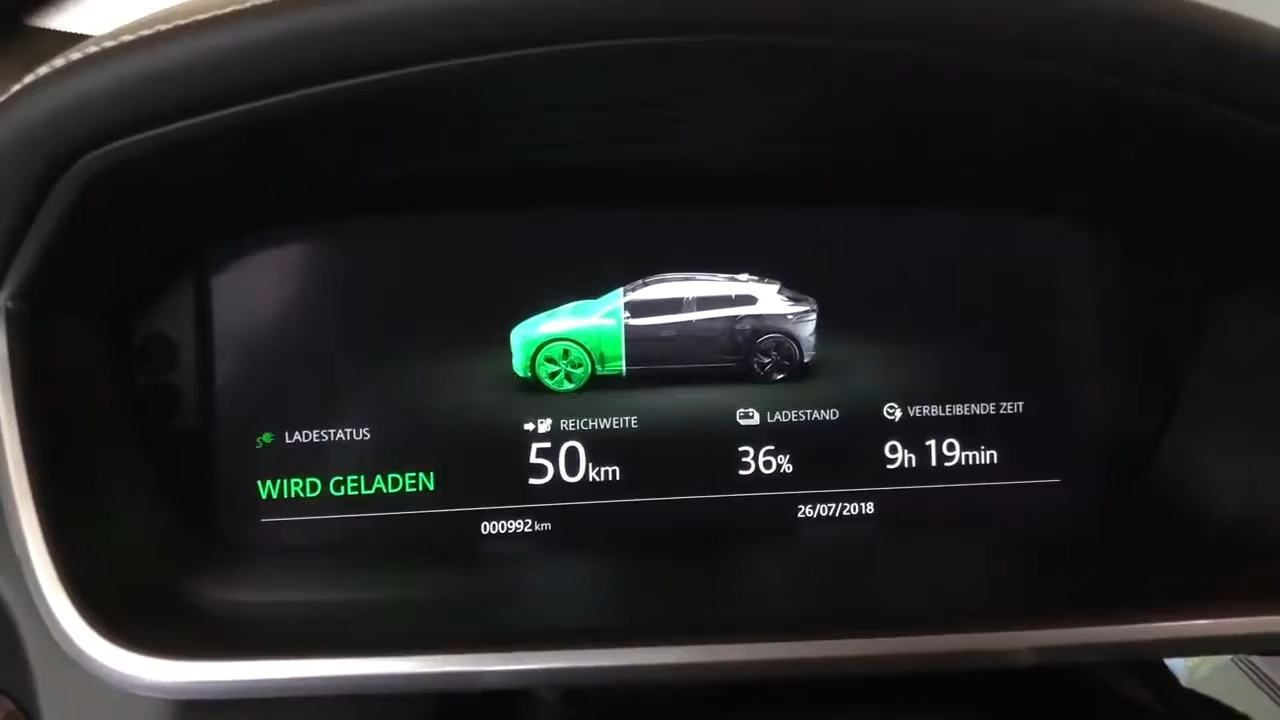 LADESTATUS
WIRD GELADEN
REICHWEITE
50km
LADESTAND
36%
VERBLEIBENDE ZEIT
9h 19min
000992 km
26/07/2018